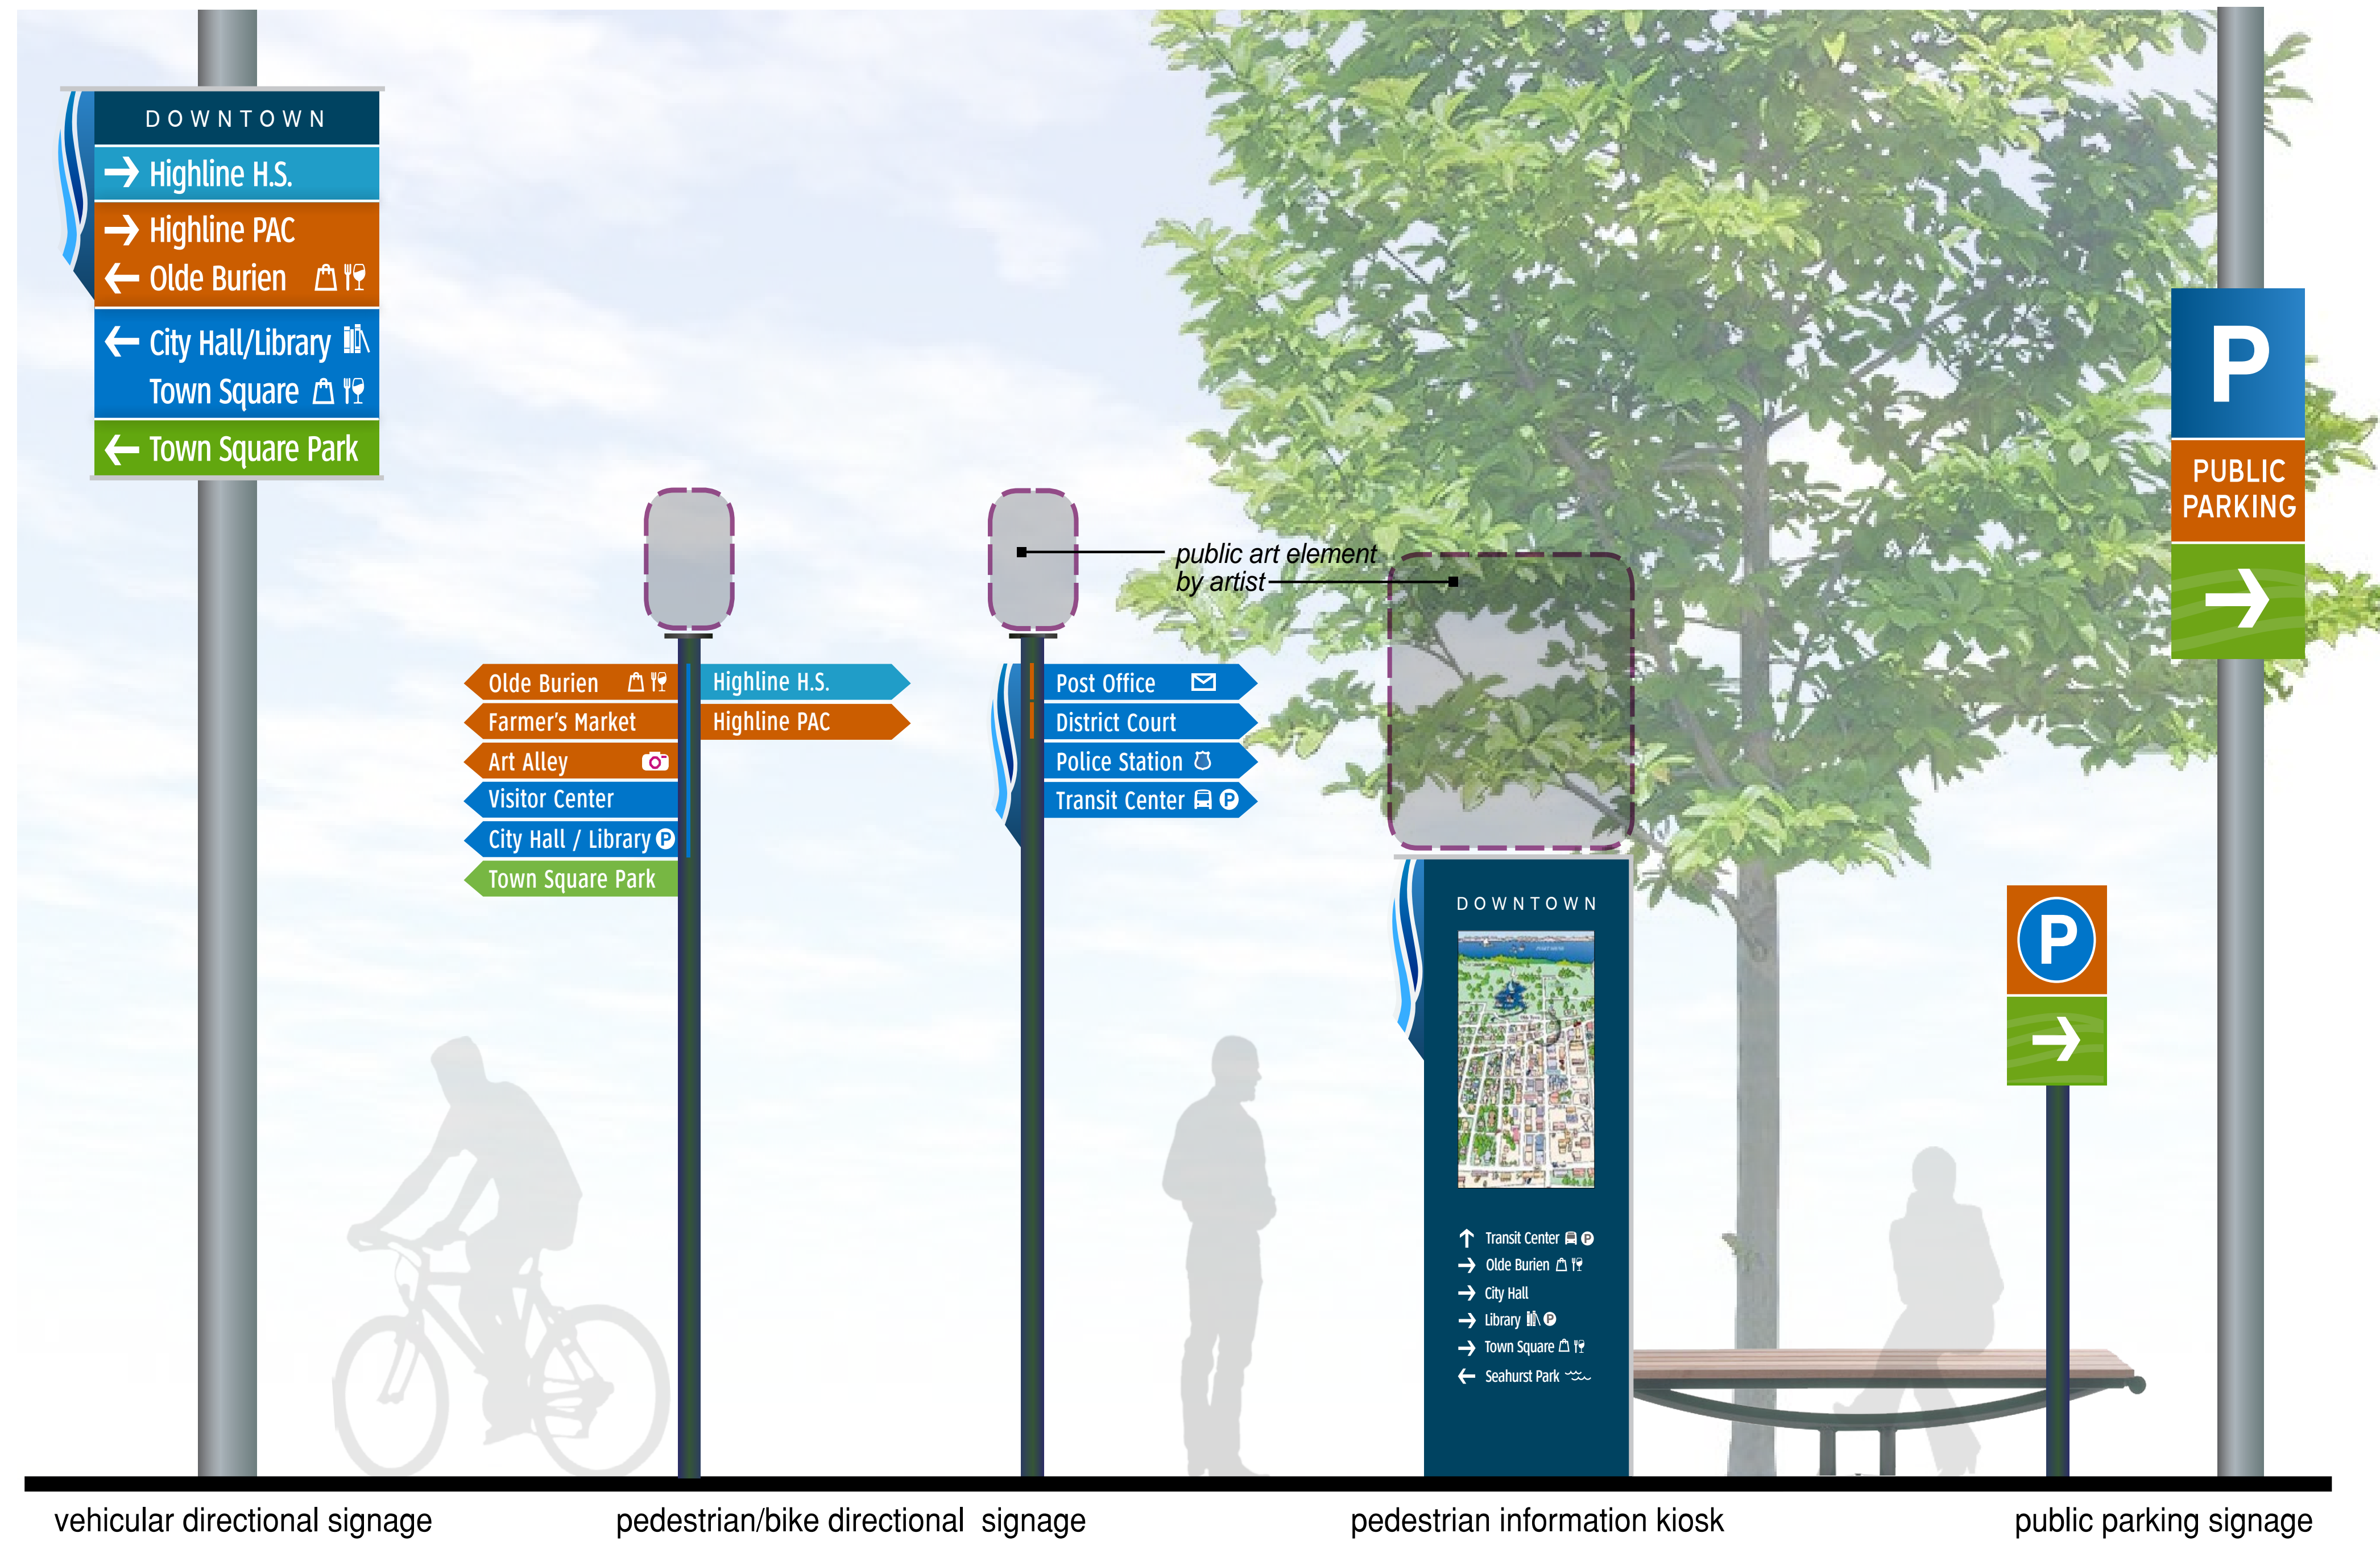 DOWNTOWN
Highline H.S.
Highline PAC
Olde Burien
City Hall/Library
Town Square
Town Square Park
Olde Burien
Farmer's Market
Art Alley
Visitor Center
City Hall / Library P
Town Square Park
Highline H.S.
Highline PAC
Post Office
District Court
Police Station
Transit Center P
public art element
by artist
DOWNTOWN
Transit Center P
Olde Burien
City Hall
Library P
Town Square
Seahurst Park
P
P
PUBLIC
PARKING
vehicular directional signage
pedestrian/bike directional signage
pedestrian information kiosk
public parking signage